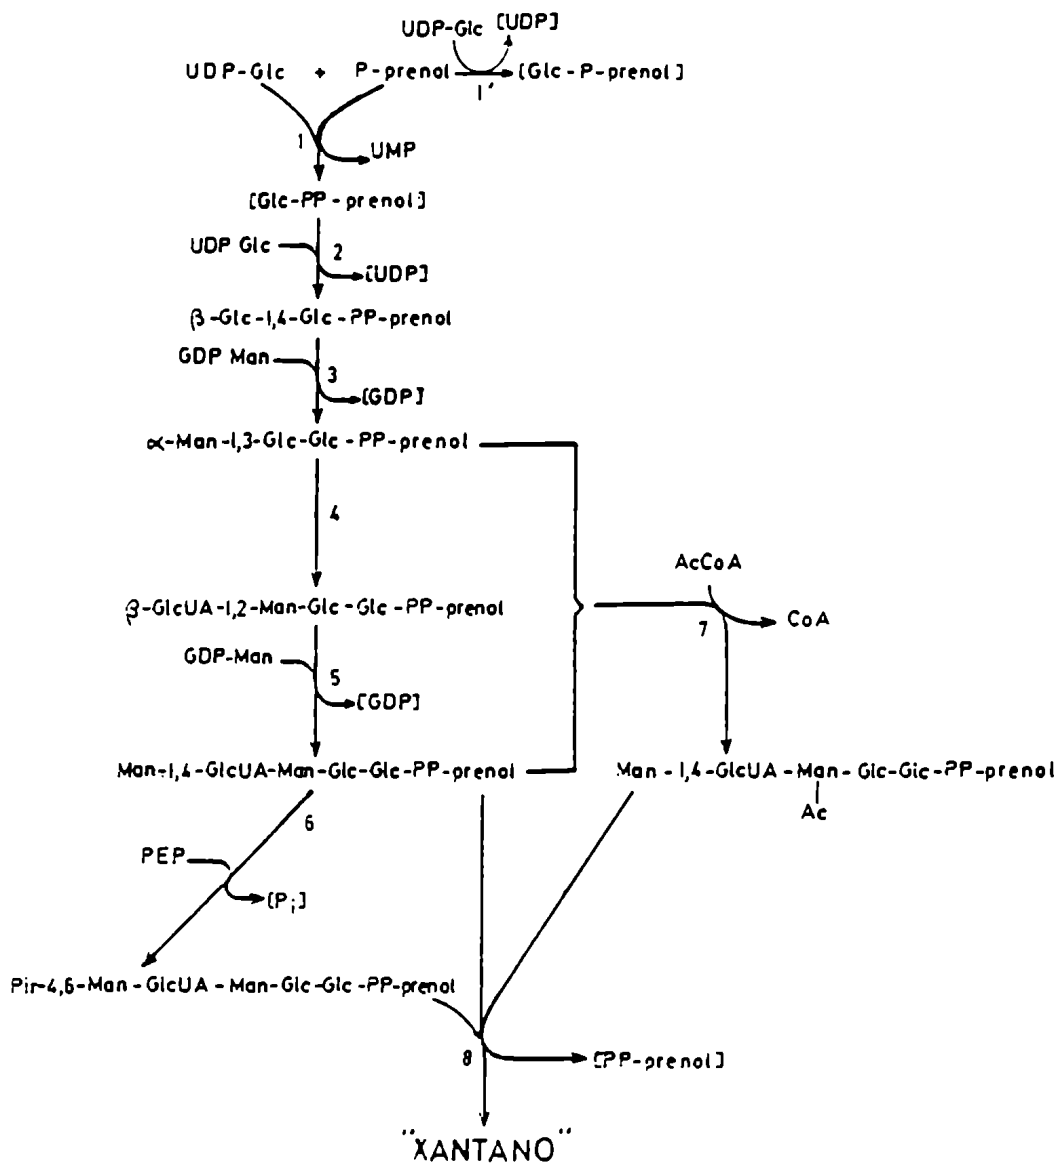 UDP-Glc [UDP]
UDP-Glc + P-prenol [Glc-P-prenol]
1'
1
UMP
[Glc-PP-prenol]
UDP Glc
2
[UDP]
β-Glc-1,4-Glc-PP-prenol
GDP Man
3
[GDP]
α-Man-1,3-Glc-Glc-PP-prenol
4
AcCoA
β-GlcUA-1,2-Man-Glc-Glc-PP-prenol
7
CoA
GDP-Man
5
[GDP]
Man-1,4-GlcUA-Man-Glc-Glc-PP-prenol
Man-1,4-GlcUA-Man-Glc-Glc-PP-prenol
Ac
6
PEP
[Pi]
Pir-4,6-Man-GlcUA-Man-Glc-Glc-PP-prenol
8
[PP-prenol]
"XANTANO"